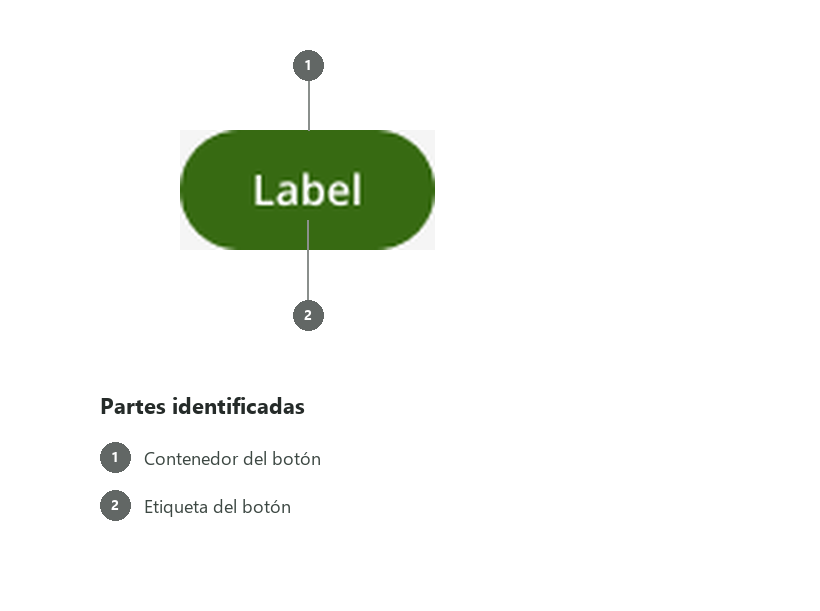 1
Label
2
Partes identificadas
1 Contenedor del botón
2 Etiqueta del botón